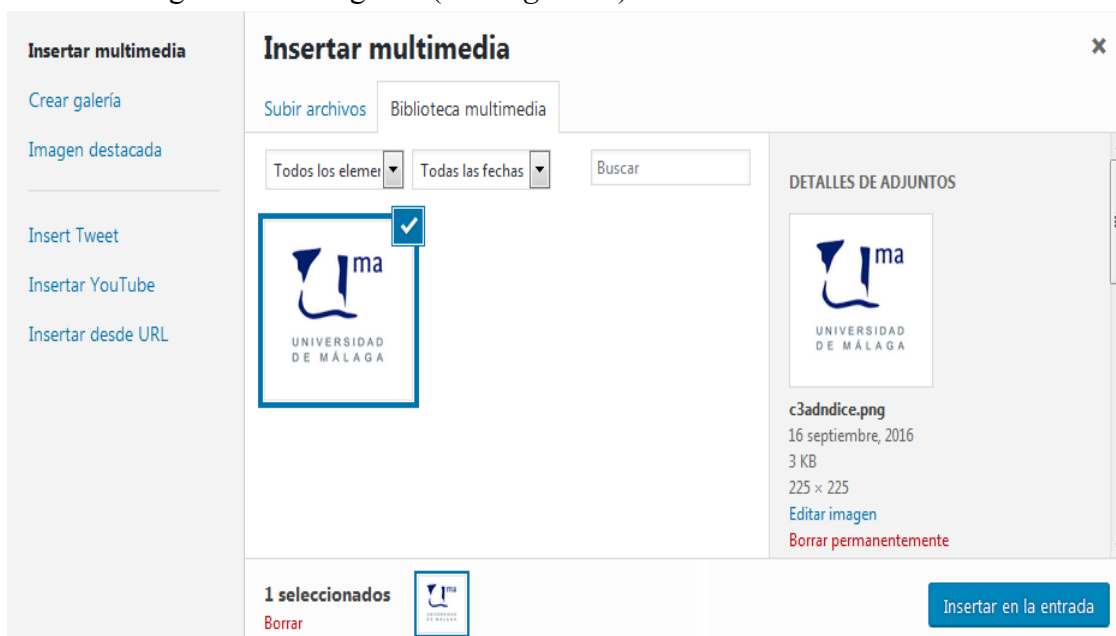 Insertar multimedia
Crear galería
Imagen destacada
Insert Tweet
Insertar YouTube
Insertar desde URL
Insertar multimedia
×
Subir archivos
Biblioteca multimedia
Todos los elemen
Todas las fechas
Buscar
ma
UNIVERSIDAD
DE MÁLAGA
DETALLES DE ADJUNTOS
ma
UNIVERSIDAD
DE MÁLAGA
c3adndice.png
16 septiembre, 2016
3 KB
225 × 225
Editar imagen
Borrar permanentemente
1 seleccionados
Borrar
ma
Insertar en la entrada